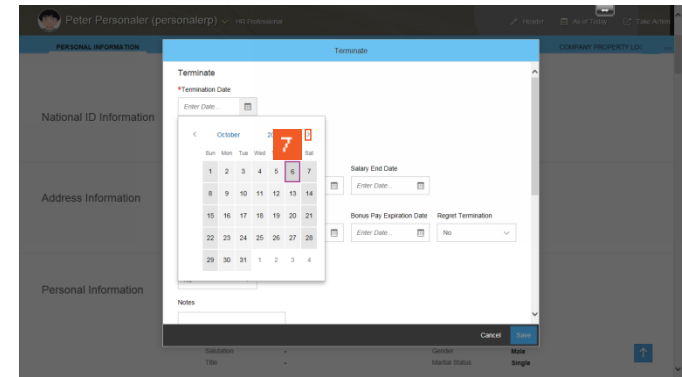 Peter Personaler (personalerp) HR Professional
As of Today
Take Action
PERSONAL INFORMATION
Terminate
COMPANY PROPERTY LO
Terminate
*Termination Date
Enter Date...
National ID Information
October 20
7
Sun Mon Tue Wed Sat
1 2 3 4 5 6 7
Salary End Date
Enter Date...
8 9 10 11 12 13 14
Address Information
15 16 17 18 19 20 21
Bonus Pay Expiration Date Regret Termination
Enter Date... No
22 23 24 25 26 27 28
29 30 31 1 2 3 4
Personal Information
Notes
Cancel Save
Salutation - Gender Male
Title - Marital Status Single